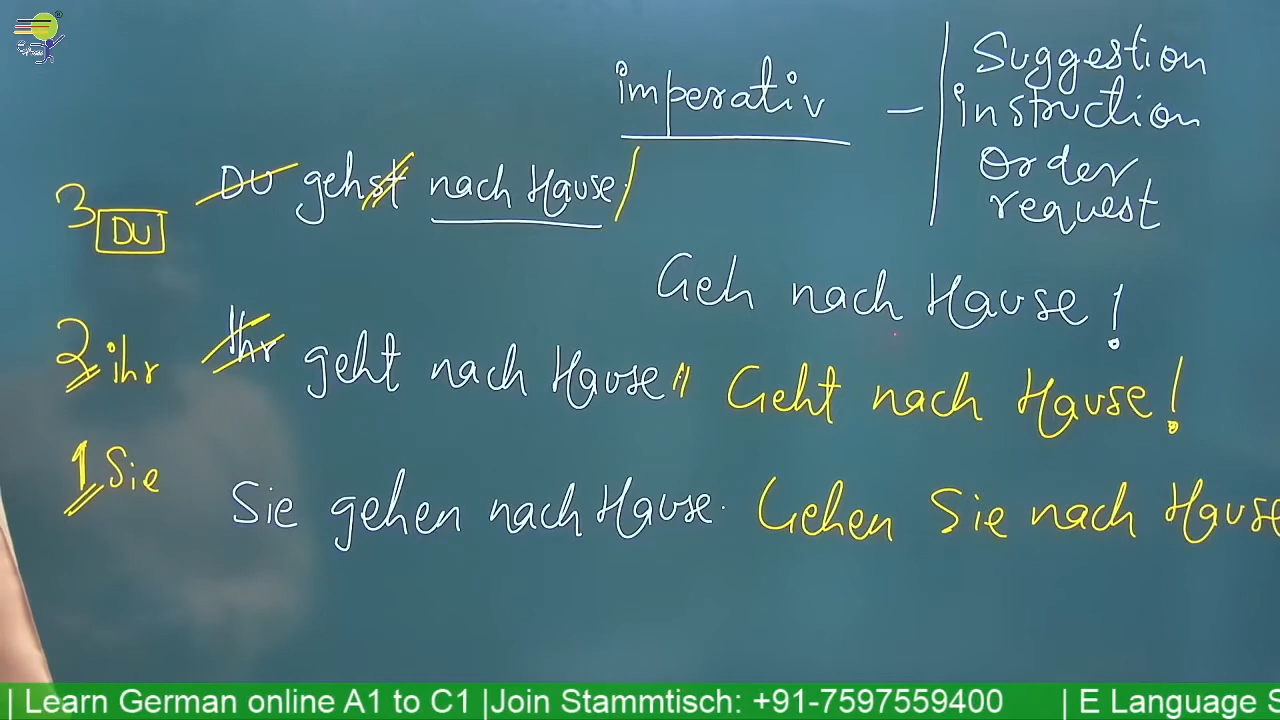 imperativ – Suggestion
instruction
Order
request
3 DU DU gehst nach Hause.
Geh nach Hause!
2 ihr Ihr geht nach Hause Geht nach Hause!
1 Sie Sie gehen nach Hause. Gehen Sie nach Hause
| Learn German online A1 to C1 |Join Stammtisch: +91-7597559400 | E Language S